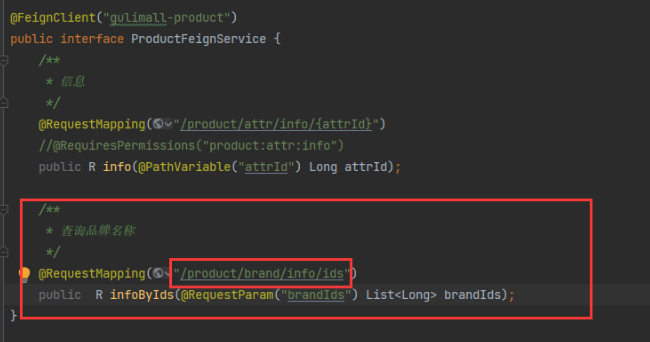 @FeignClient("gulimall-product")
public interface ProductFeignService {
/**
* 信息
*/
@RequestMapping("/product/attr/info/{attrId}")
//@RequiresPermissions("product:attr:info")
public R info(@PathVariable("attrId") Long attrId);
/**
* 查询品牌名称
*/
@RequestMapping("/product/brand/info/ids")
public  R infoByIds(@RequestParam("brandIds") List<Long> brandIds);
}